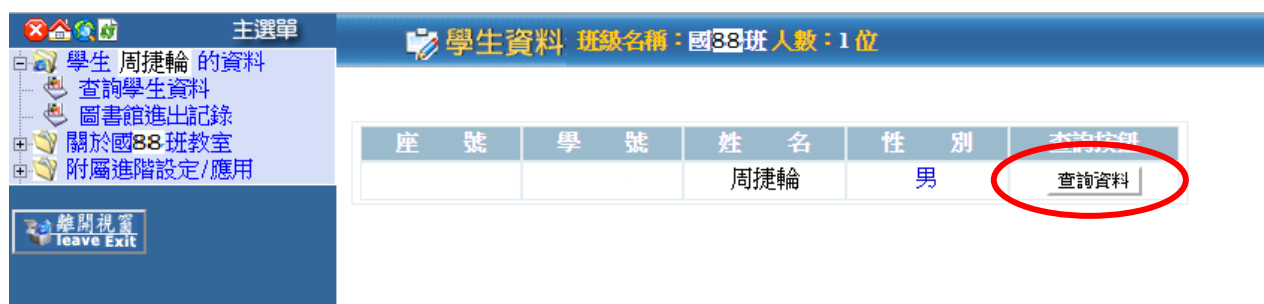 主選單
學生 周捷輪 的資料
查詢學生資料
圖書館進出記錄
關於國88班教室
附屬進階設定/應用
離開視窗
leave Exit
學生資料 班級名稱：國88班 人數：1 位
座 號 學 號 姓 名 性 別 查詢按鈕
周捷輪 男 查詢資料